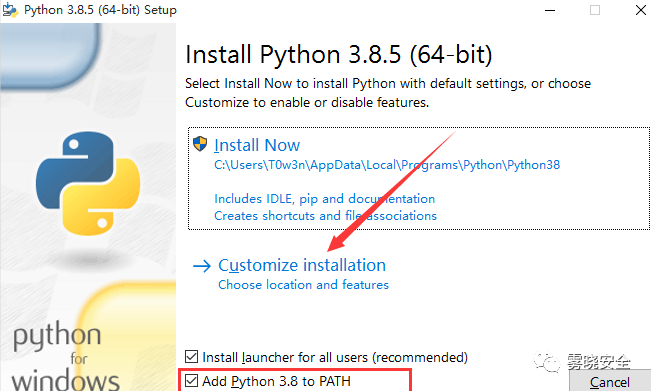 Python 3.8.5 (64-bit) Setup
Install Python 3.8.5 (64-bit)
Select Install Now to install Python with default settings, or choose
Customize to enable or disable features.
Install Now
C:\Users\T0w3n\AppData\Local\Programs\Python\Python38
Includes IDLE, pip and documentation
Creates shortcuts and file associations
Customize installation
Choose location and features
python
for
windows
Install launcher for all users (recommended)
Add Python 3.8 to PATH
雾晓安全
Cancel